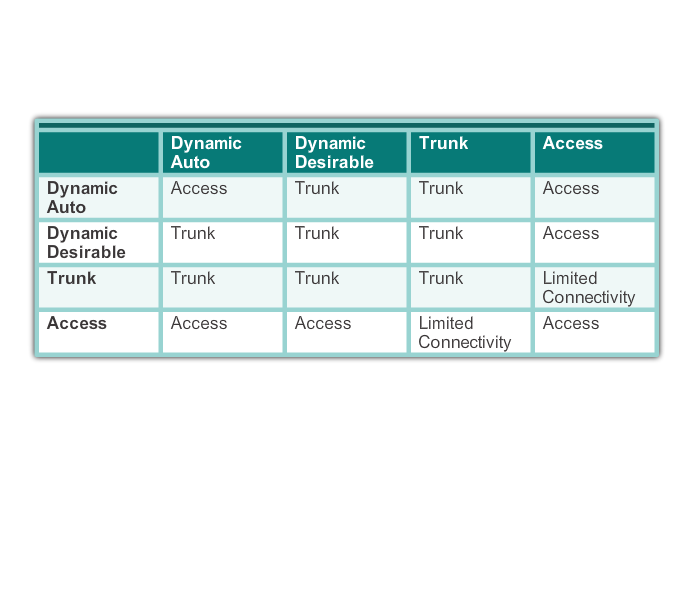 Dynamic Auto Dynamic Desirable Trunk Access
Dynamic Auto Access Trunk Trunk Access
Dynamic Desirable Trunk Trunk Trunk Access
Trunk Trunk Trunk Trunk Limited Connectivity
Access Access Access Limited Connectivity Access